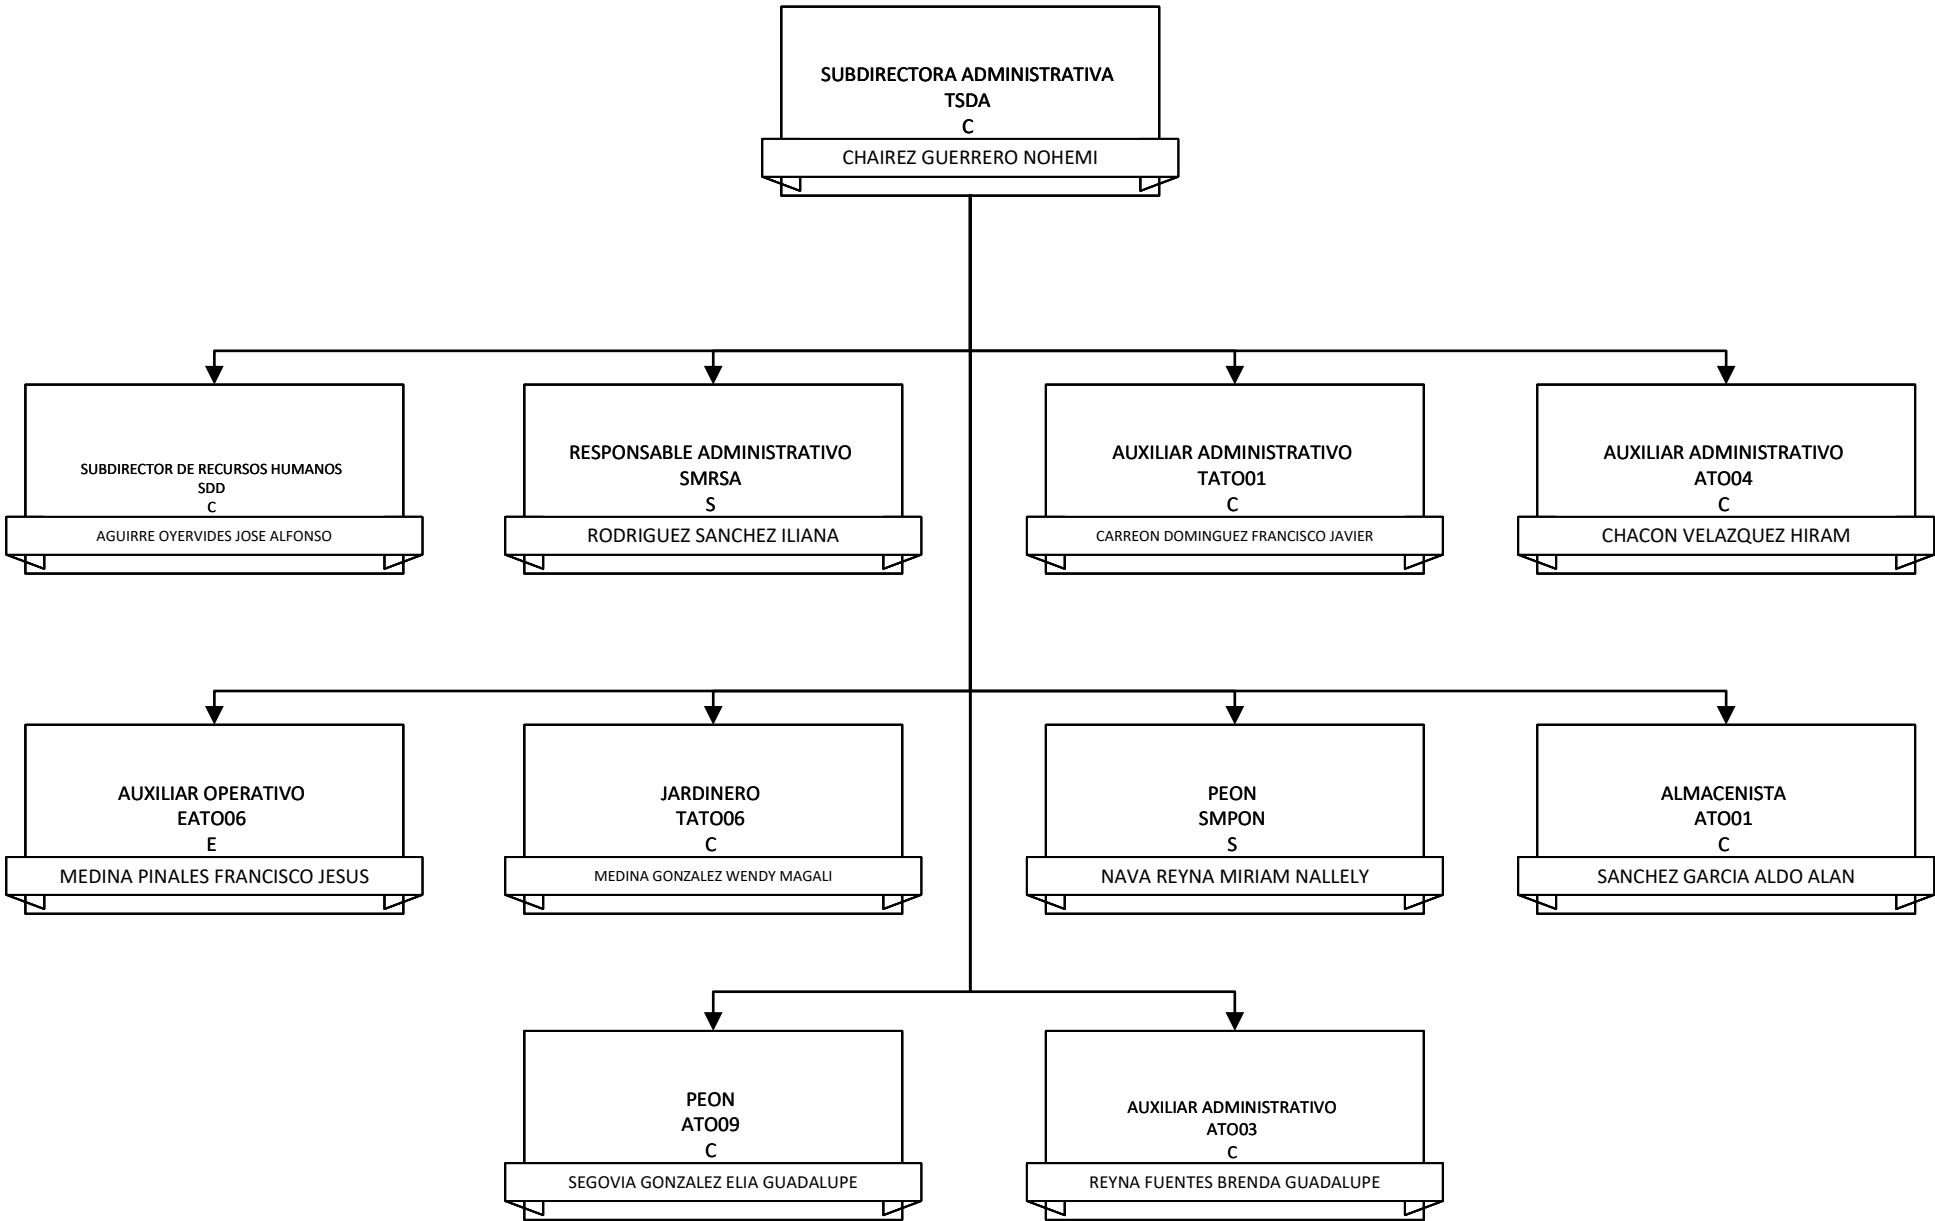 SUBDIRECTORA ADMINISTRATIVA
TSDA
C
CHAIREZ GUERRERO NOHEMI
SUBDIRECTOR DE RECURSOS HUMANOS
SDD
C
AGUIRRE OYERVIDES JOSE ALFONSO
RESPONSABLE ADMINISTRATIVO
SMRSA
S
RODRIGUEZ SANCHEZ ILIANA
AUXILIAR ADMINISTRATIVO
TATO01
C
CARREON DOMINGUEZ FRANCISCO JAVIER
AUXILIAR ADMINISTRATIVO
ATO04
C
CHACON VELAZQUEZ HIRAM
AUXILIAR OPERATIVO
EATO06
E
MEDINA PINALES FRANCISCO JESUS
JARDINERO
TATO06
C
MEDINA GONZALEZ WENDY MAGALI
PEON
SMPON
S
NAVA REYNA MIRIAM NALLELY
ALMACENISTA
ATO01
C
SANCHEZ GARCIA ALDO ALAN
PEON
ATO09
C
SEGOVIA GONZALEZ ELIA GUADALUPE
AUXILIAR ADMINISTRATIVO
ATO03
C
REYNA FUENTES BRENDA GUADALUPE